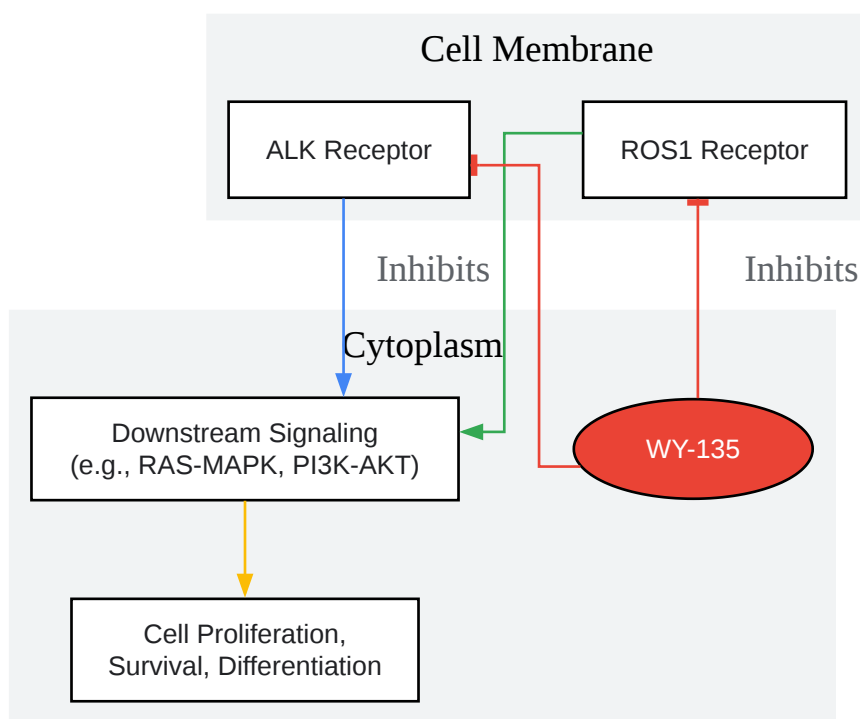 Cell Membrane
ALK Receptor
ROS1 Receptor
Inhibits
Inhibits
Cytoplasm
Downstream Signaling
(e.g., RAS-MAPK, PI3K-AKT)
WY-135
Cell Proliferation,
Survival, Differentiation